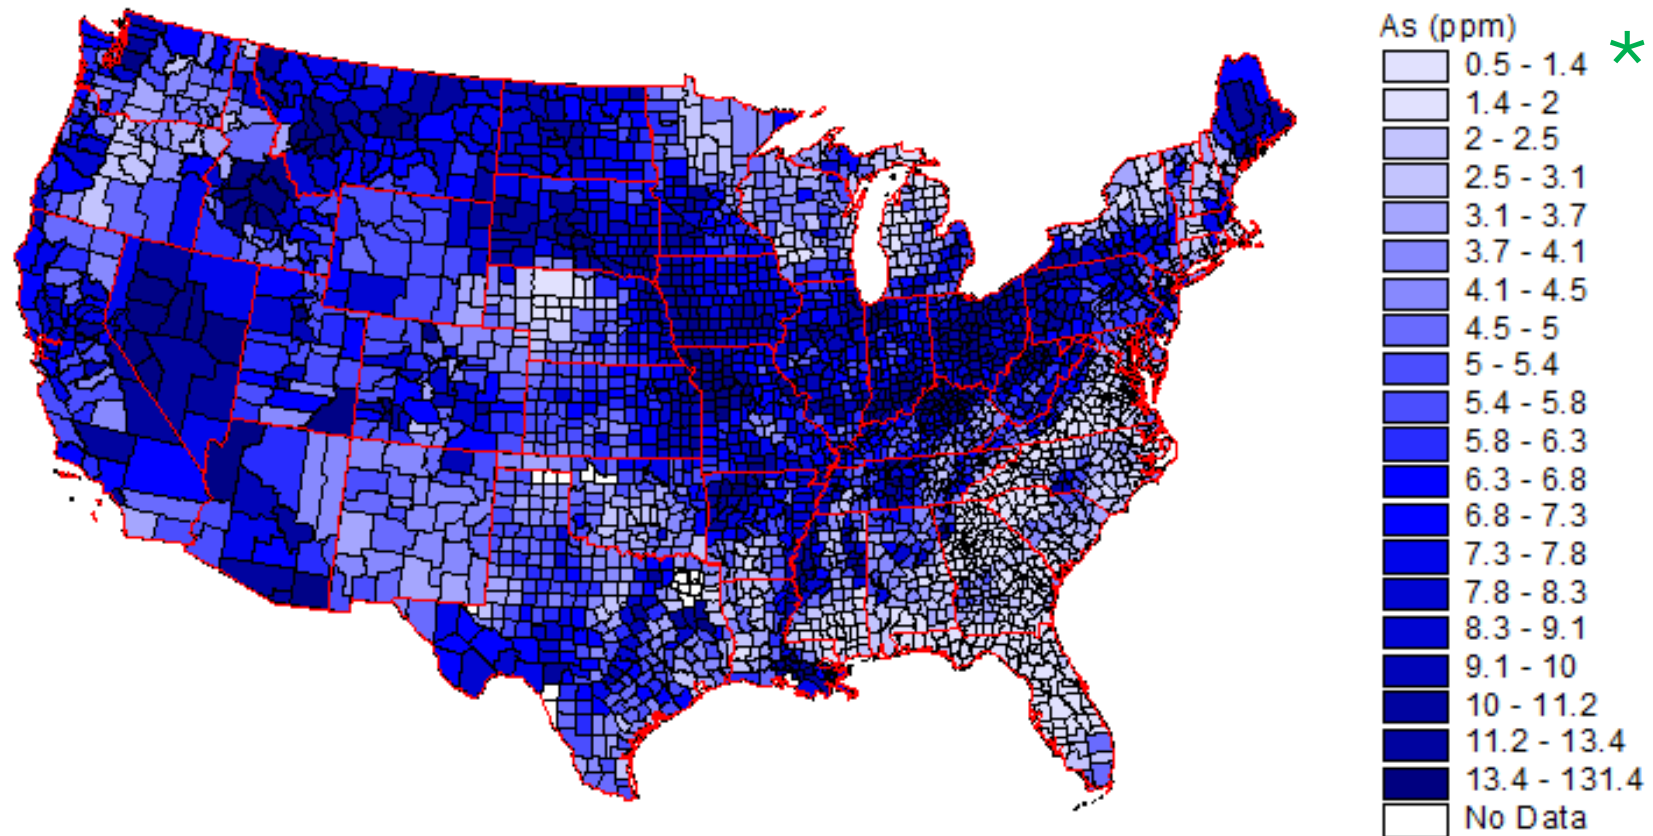 As (ppm) *
0.5 - 1.4
1.4 - 2
2 - 2.5
2.5 - 3.1
3.1 - 3.7
3.7 - 4.1
4.1 - 4.5
4.5 - 5
5 - 5.4
5.4 - 5.8
5.8 - 6.3
6.3 - 6.8
6.8 - 7.3
7.3 - 7.8
7.8 - 8.3
8.3 - 9.1
9.1 - 10
10 - 11.2
11.2 - 13.4
13.4 - 131.4
No Data